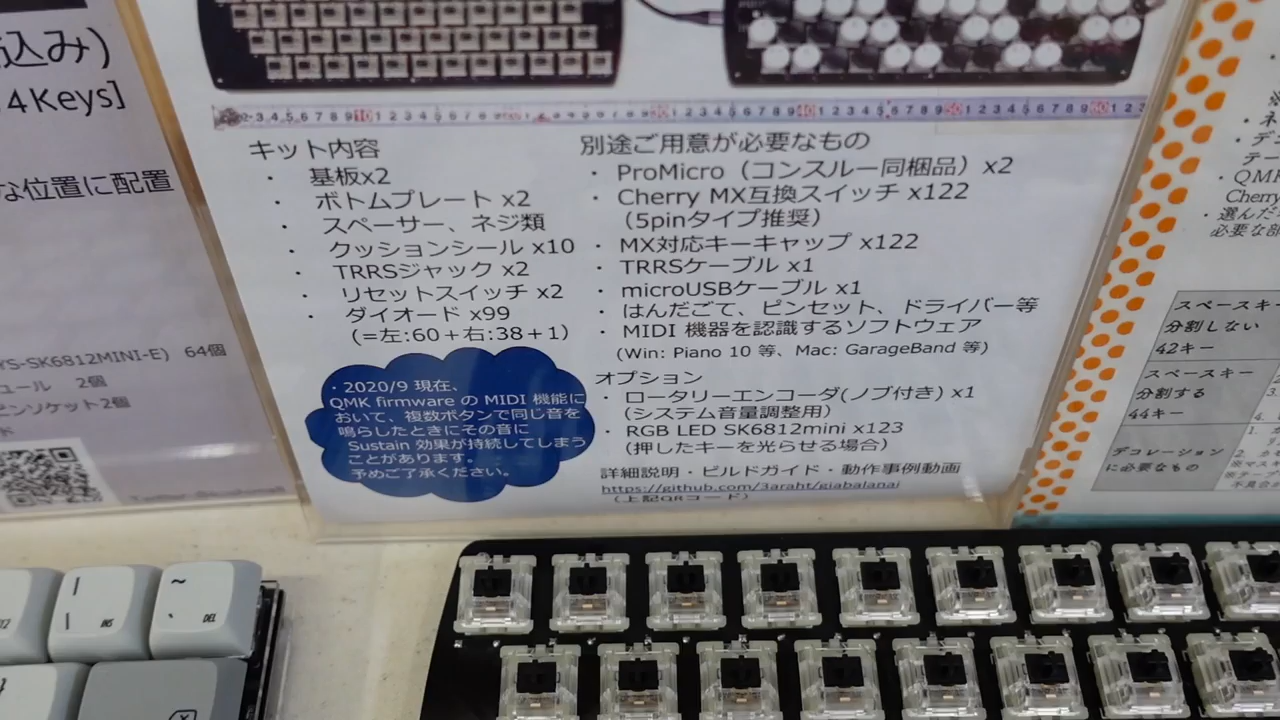 込み)
4Keys]
な位置に配置
YS-SK6812MINI-E) 64個
ュール 2個
ンソケット2個
キット内容
・ 基板x2
・ ボトムプレート x2
・ スペーサー、ネジ類
・ クッションシール x10
・ TRRSジャック x2
・ リセットスイッチ x2
・ ダイオード x99
(=左:60+右:38+1)
・2020/9 現在、
QMK firmware の MIDI 機能に
おいて、複数ボタンで同じ音を
鳴らしたときにその音に
Sustain 効果が持続してしまう
ことがあります。
予めご了承ください。
別途ご用意が必要なもの
・ ProMicro（コンスルー同梱品）x2
・ Cherry MX互換スイッチ x122
（5pinタイプ推奨）
・ MX対応キーキャップ x122
・ TRRSケーブル x1
・ microUSBケーブル x1
・ はんだごて、ピンセット、ドライバー等
・ MIDI 機器を認識するソフトウェア
(Win: Piano 10 等、Mac: GarageBand 等)
オプション
・ ロータリーエンコーダ(ノブ付き) x1
（システム音量調整用）
・ RGB LED SK6812mini x123
（押したキーを光らせる場合）
詳細説明・ビルドガイド・動作事例動画
https://github.com/3araht/giabalanai
（上記QRコード）
・ネ
・デ
テー
・QMK
Cherry
・選んだ
必要な部
スペースキ
分割しない
42キー
スペースキー
分割する
44キー
デコレーション
に必要なもの
| \ INS
~ ` DEL
}